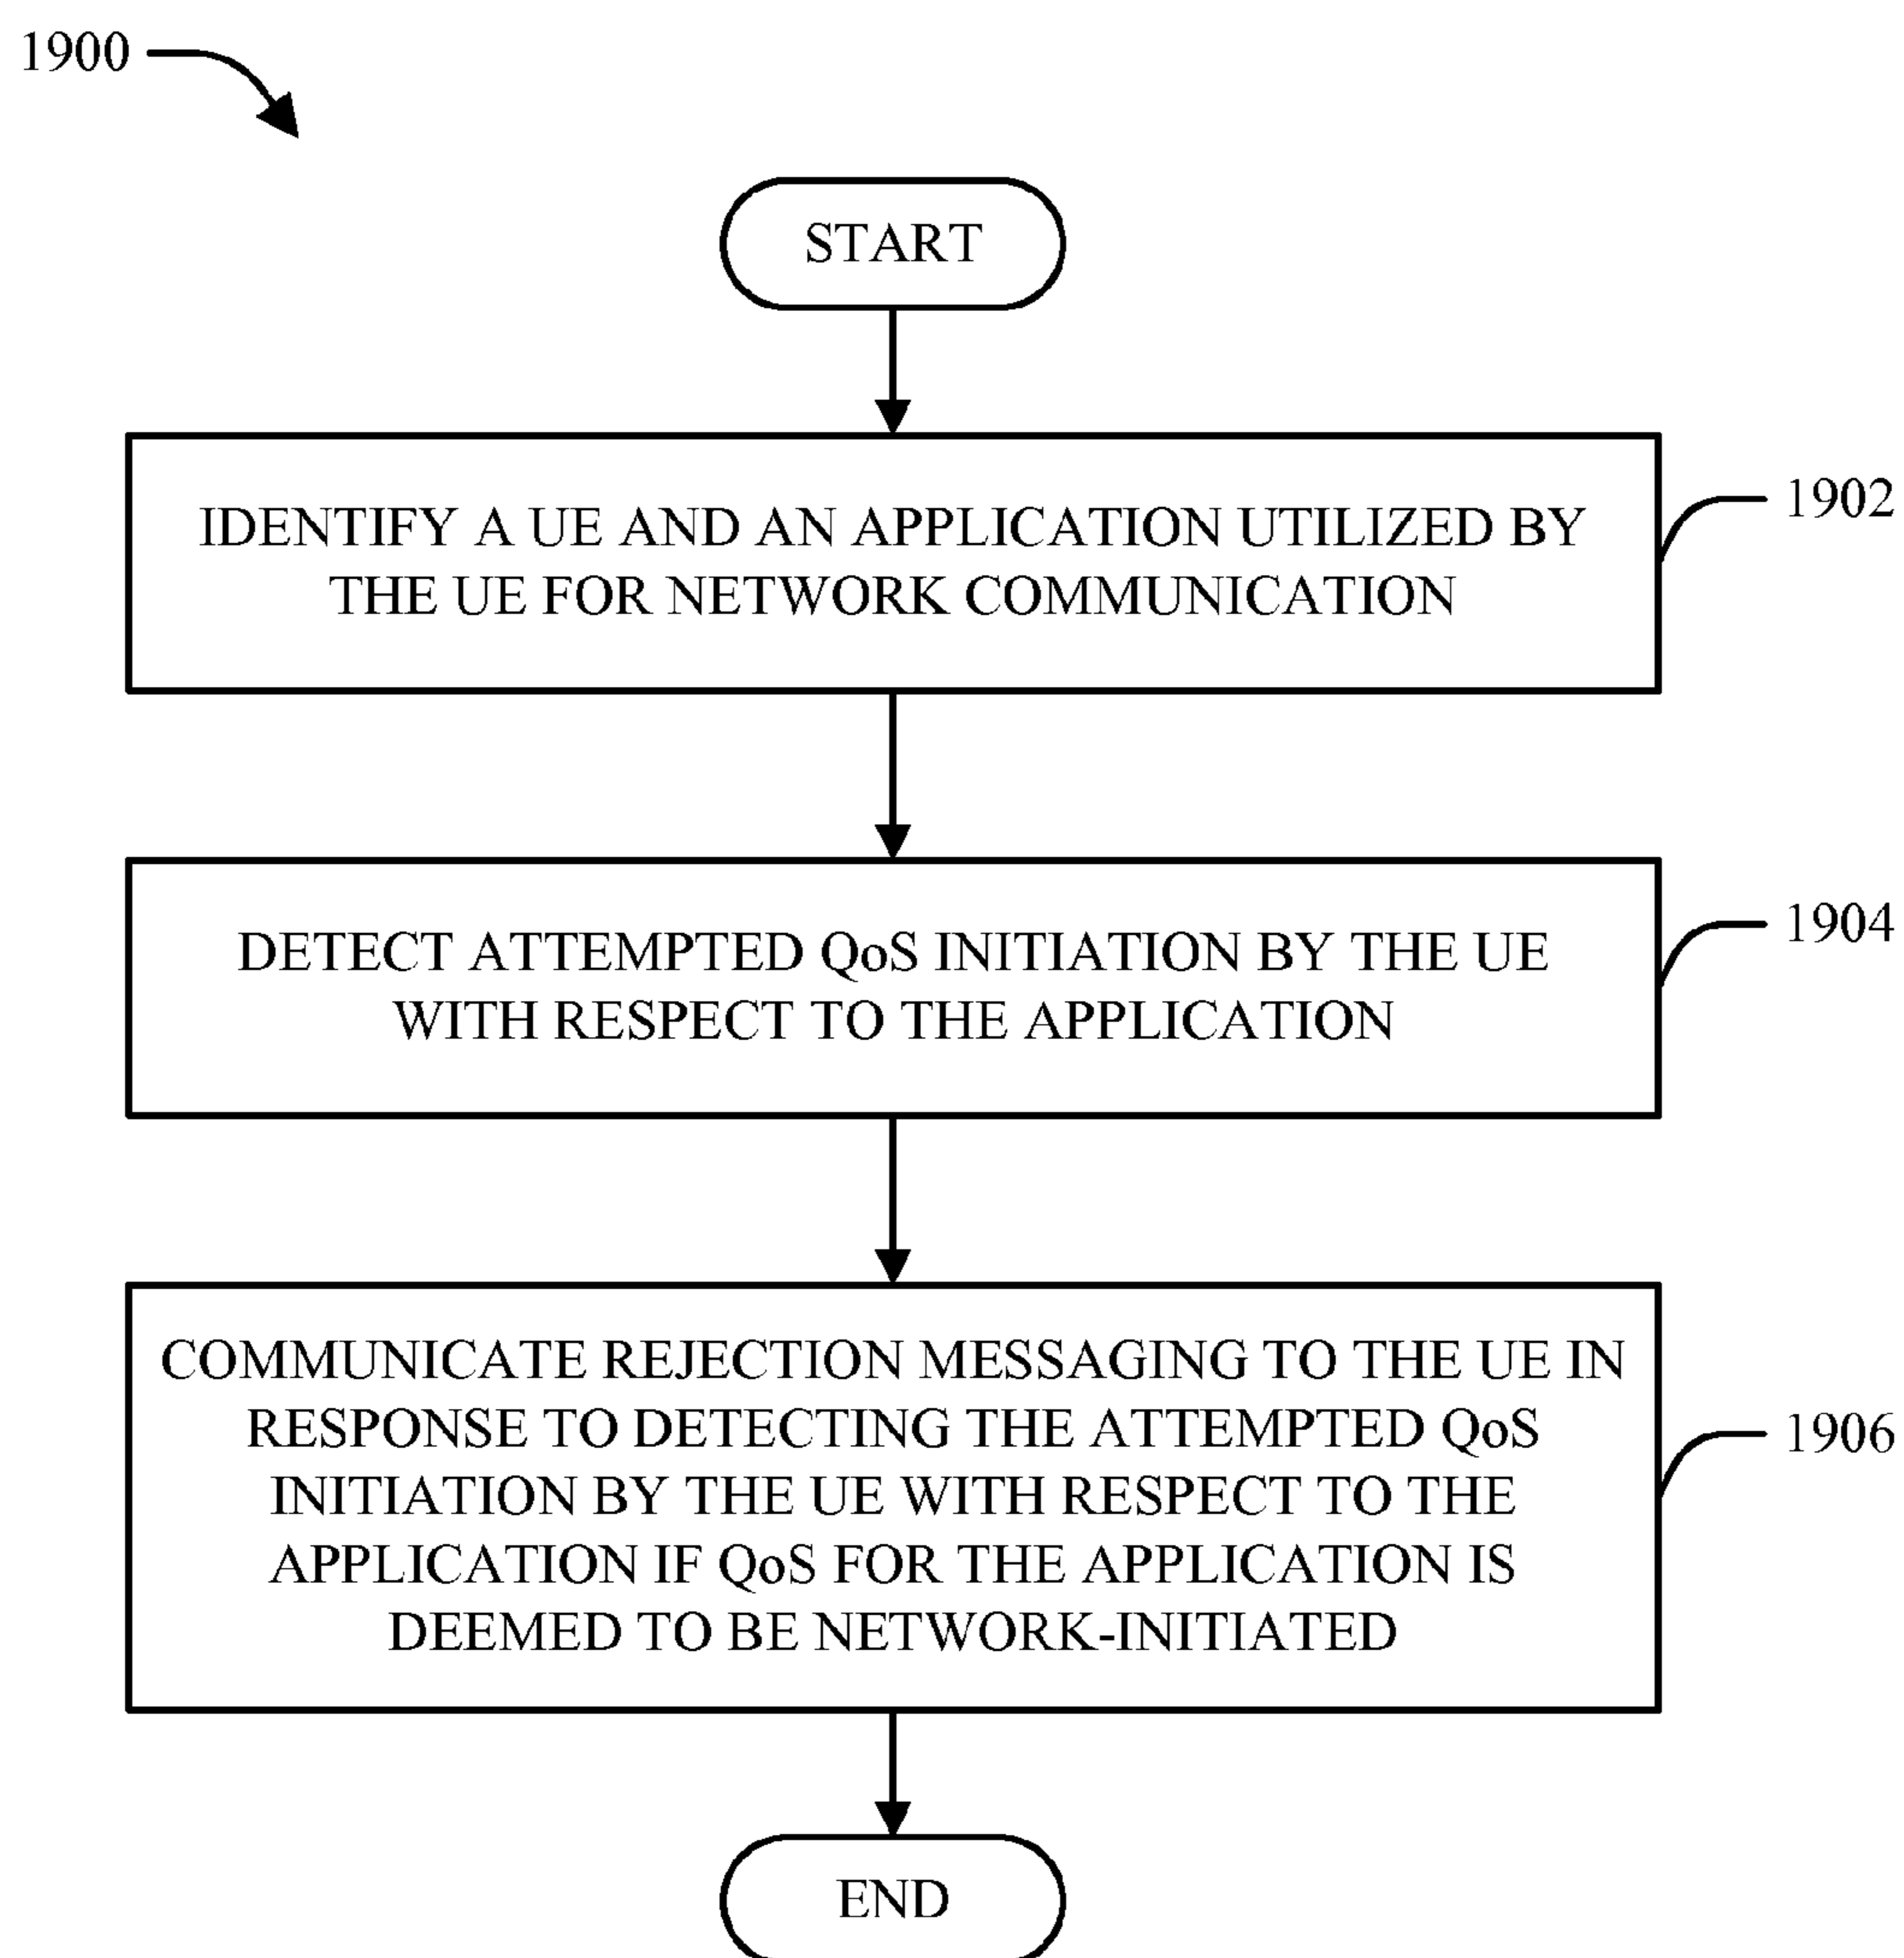 1900
START
IDENTIFY A UE AND AN APPLICATION UTILIZED BY
THE UE FOR NETWORK COMMUNICATION
1902
DETECT ATTEMPTED QoS INITIATION BY THE UE
WITH RESPECT TO THE APPLICATION
1904
COMMUNICATE REJECTION MESSAGING TO THE UE IN
RESPONSE TO DETECTING THE ATTEMPTED QoS
INITIATION BY THE UE WITH RESPECT TO THE
APPLICATION IF QoS FOR THE APPLICATION IS
DEEMED TO BE NETWORK-INITIATED
1906
END